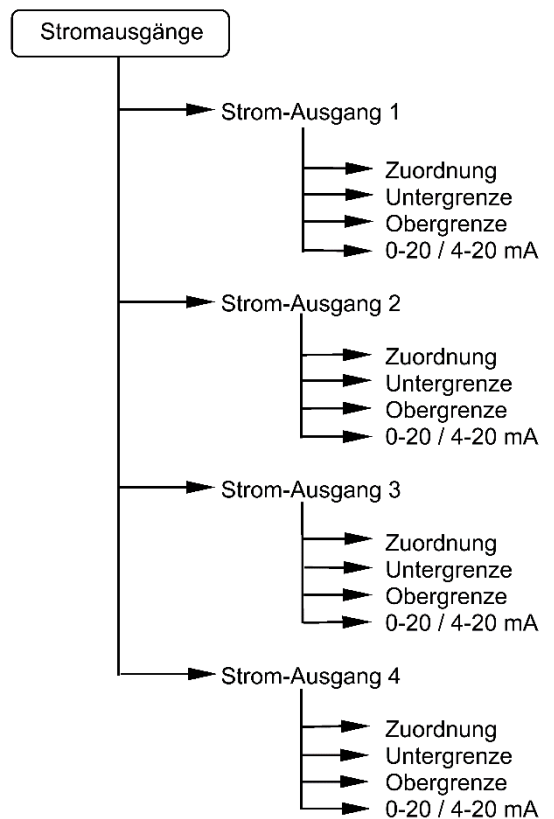 Stromausgänge
Strom-Ausgang 1
Zuordnung
Untergrenze
Obergrenze
0-20 / 4-20 mA
Strom-Ausgang 2
Zuordnung
Untergrenze
Obergrenze
0-20 / 4-20 mA
Strom-Ausgang 3
Zuordnung
Untergrenze
Obergrenze
0-20 / 4-20 mA
Strom-Ausgang 4
Zuordnung
Untergrenze
Obergrenze
0-20 / 4-20 mA